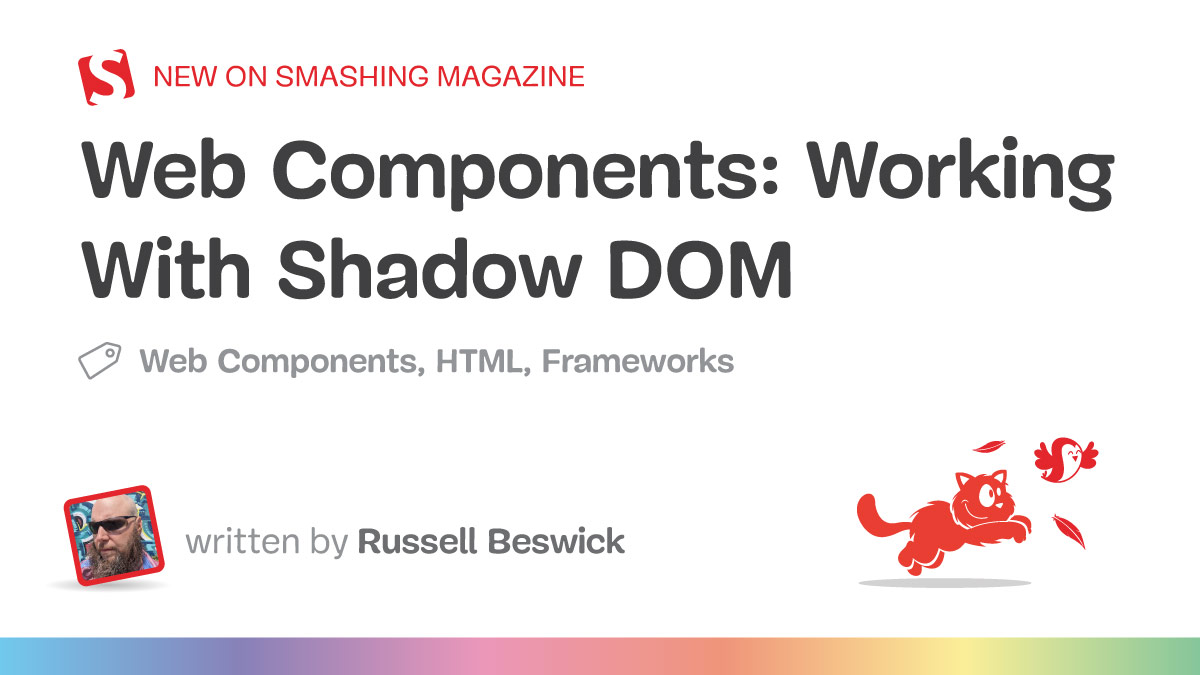 NEW ON SMASHING MAGAZINE
Web Components: Working
With Shadow DOM
Web Components, HTML, Frameworks
written by Russell Beswick